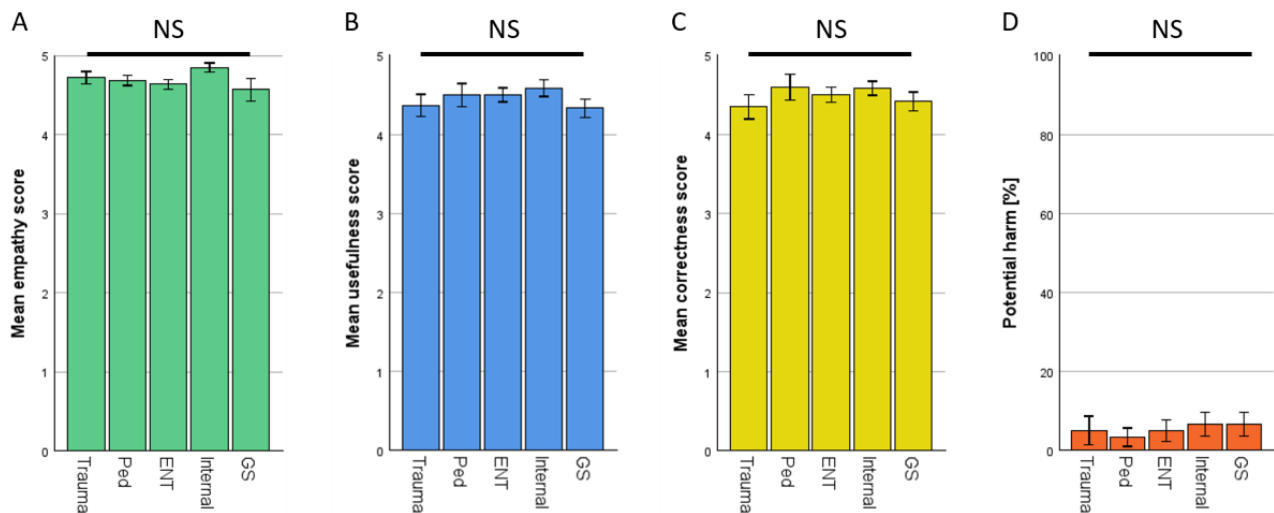 A
NS
Mean empathy score
5
4
3
2
1
0
Trauma
Ped
ENT
Internal
GS
B
NS
Mean usefulness score
5
4
3
2
1
0
Trauma
Ped
ENT
Internal
GS
C
NS
Mean correctness score
5
4
3
2
1
0
Trauma
Ped
ENT
Internal
GS
D
NS
Potential harm [%]
100
80
60
40
20
0
Trauma
Ped
ENT
Internal
GS